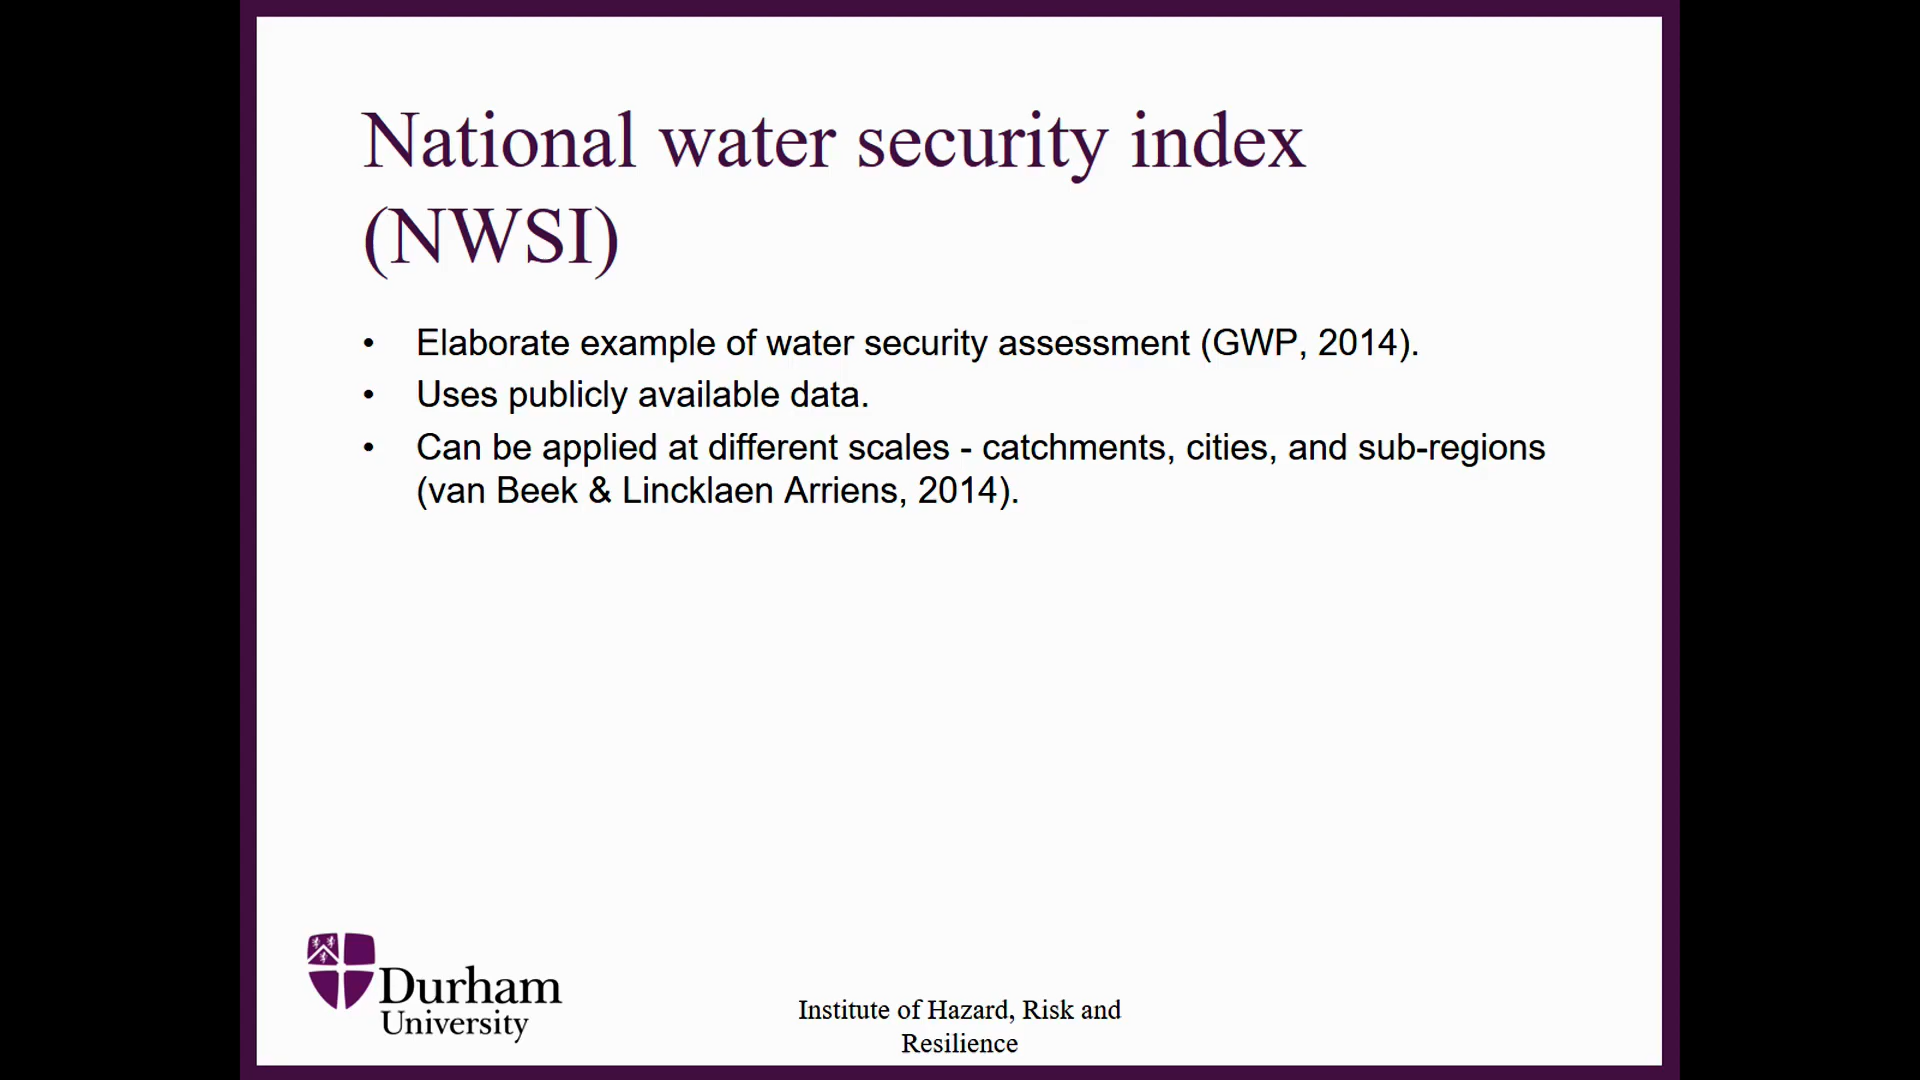 National water security index
(NWSI)
• Elaborate example of water security assessment (GWP, 2014).
• Uses publicly available data.
• Can be applied at different scales - catchments, cities, and sub-regions
(van Beek & Lincklaen Arriens, 2014).
Durham
University
Institute of Hazard, Risk and
Resilience